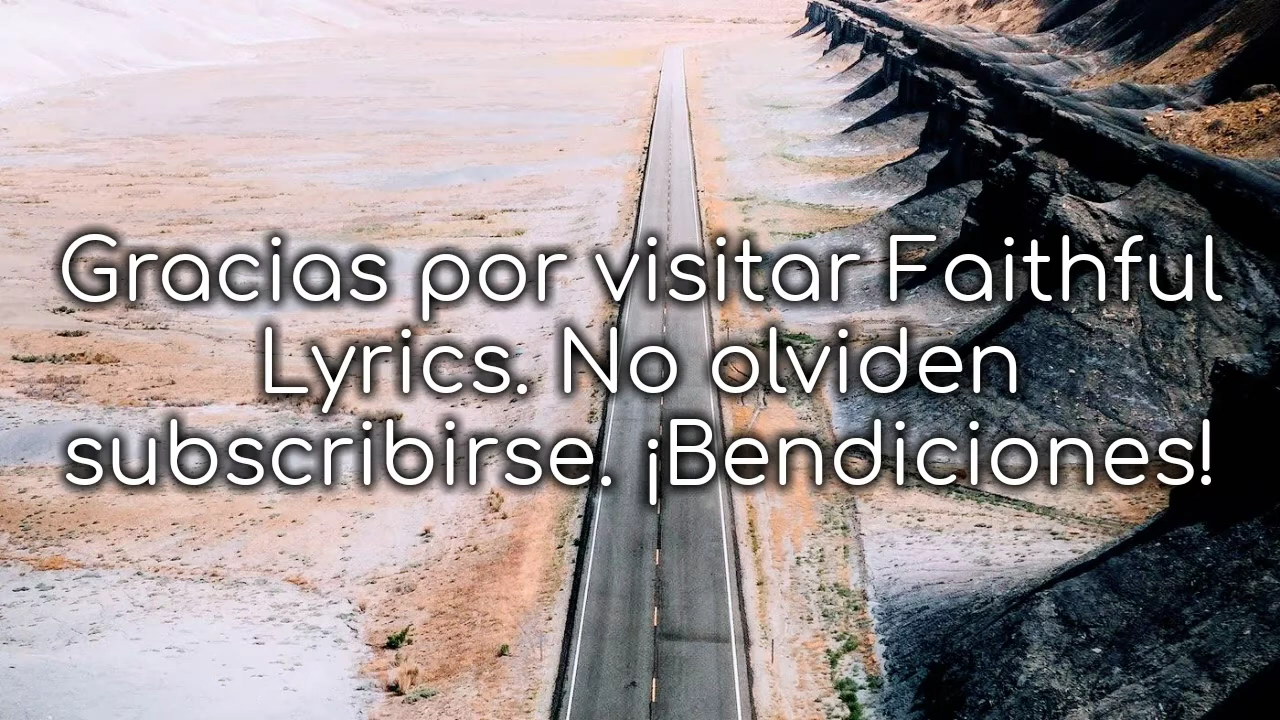 Gracias por visitar Faithful
Lyrics. No olviden
subscribirse. ¡Bendiciones!